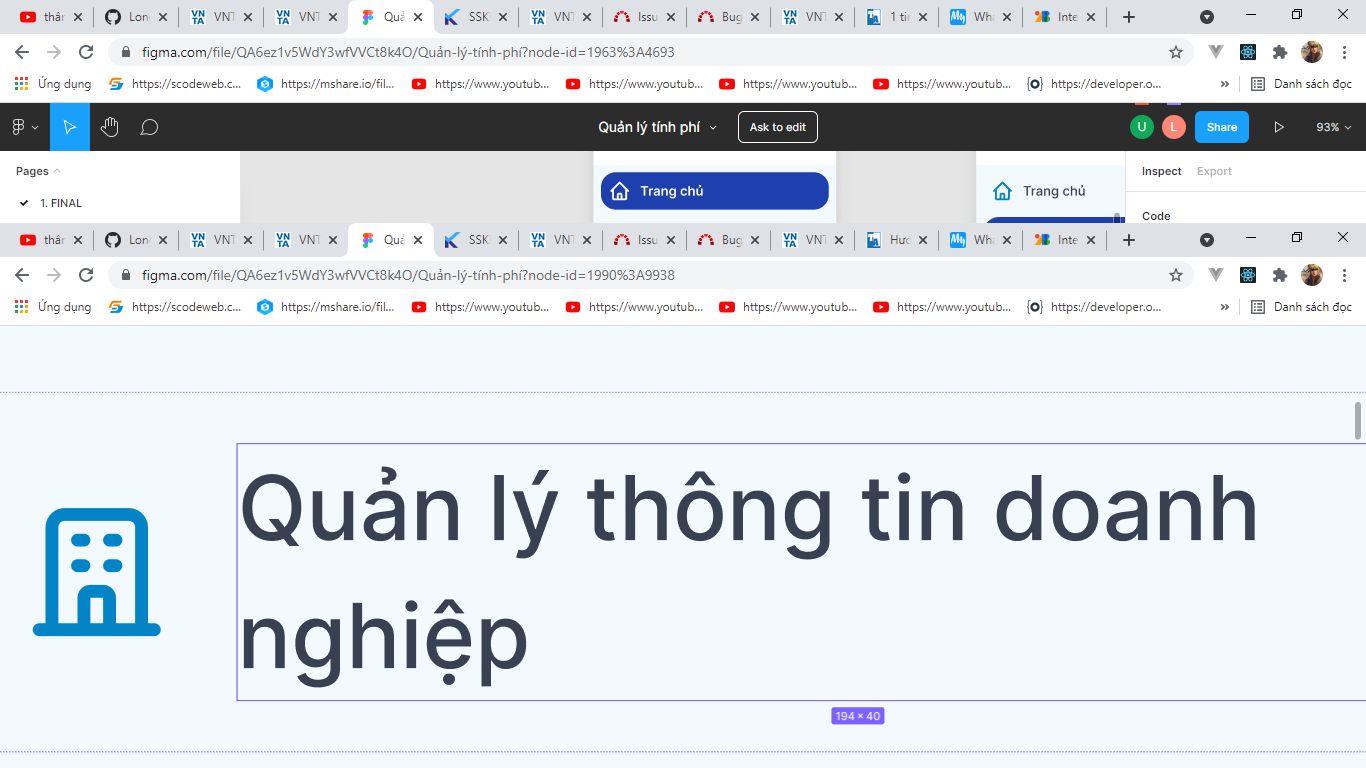 thâr
Lon
VNT
VNT
Quả
SSK
VNT
Issu
Bug
VNT
1 tir
Wha
Inte
figma.com/file/QA6ez1v5WdY3wfVVCt8k4O/Quản-lý-tính-phí?node-id=1963%3A4693
Ứng dụng
https://scodeweb.c...
https://mshare.io/fil...
https://www.youtub...
https://www.youtub...
https://www.youtub...
https://www.youtub...
https://developer.o...
»
Danh sách đọc
Quản lý tính phí
Ask to edit
U
L
Share
93%
Pages
1. FINAL
Trang chủ
Trang chủ
Inspect
Export
Code
thâr
Lon
VNT
VNT
Quả
SSK
VNT
Issu
Bug
VNT
Hướ
Wha
Inte
figma.com/file/QA6ez1v5WdY3wfVVCt8k4O/Quản-lý-tính-phí?node-id=1990%3A9938
Ứng dụng
https://scodeweb.c...
https://mshare.io/fil...
https://www.youtub...
https://www.youtub...
https://www.youtub...
https://www.youtub...
https://developer.o...
»
Danh sách đọc
Quản lý thông tin doanh
nghiệp
194 × 40